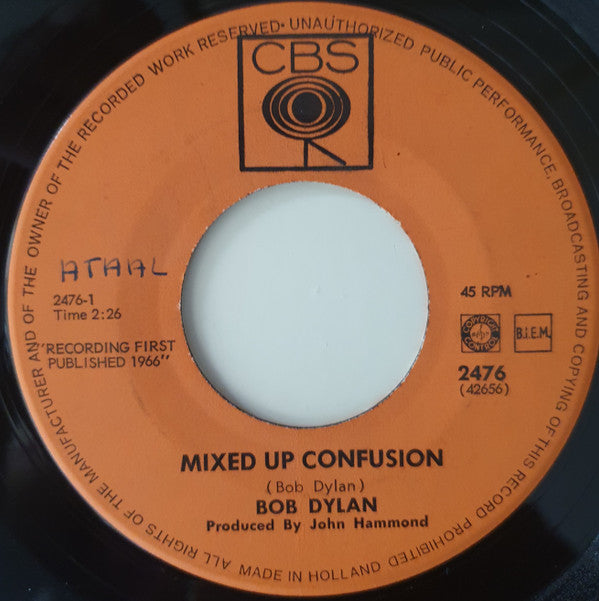 ALL RIGHTS OF THE MANUFACTURER AND OF THE OWNER OF THE RECORDED WORK RESERVED· UNAUTHORIZED PUBLIC PERFORMANCE, BROADCASTING AND COPYING OF THIS RECORD PROHIBITED
CBS
ATAAL
2476-1
Time 2:26
"RECORDING FIRST
PUBLISHED 1966"
45 RPM
COPYRIGHT
CONTROL
B.I.E.M.
2476
(42656)
MIXED UP CONFUSION
(Bob Dylan)
BOB DYLAN
Produced By John Hammond
MADE IN HOLLAND